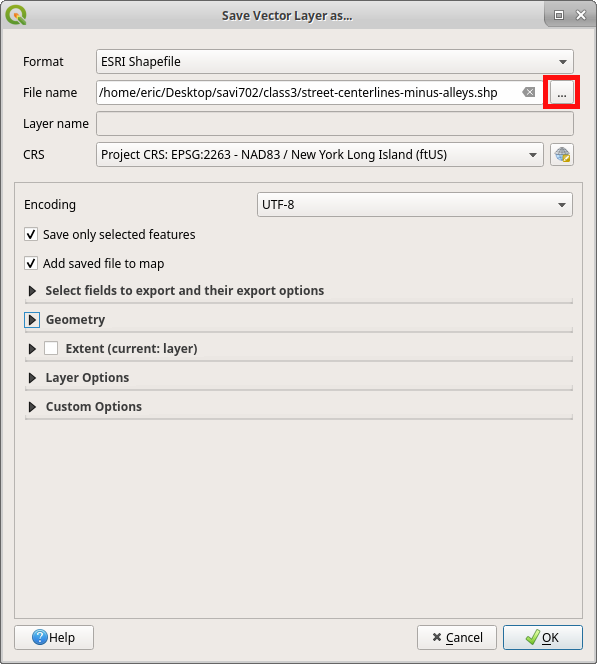 Save Vector Layer as...
Format ESRI Shapefile
File name /home/eric/Desktop/savi702/class3/street-centerlines-minus-alleys.shp ...
Layer name
CRS Project CRS: EPSG:2263 - NAD83 / New York Long Island (ftUS)
Encoding UTF-8
Save only selected features
Add saved file to map
Select fields to export and their export options
Geometry
Extent (current: layer)
Layer Options
Custom Options
Help Cancel OK